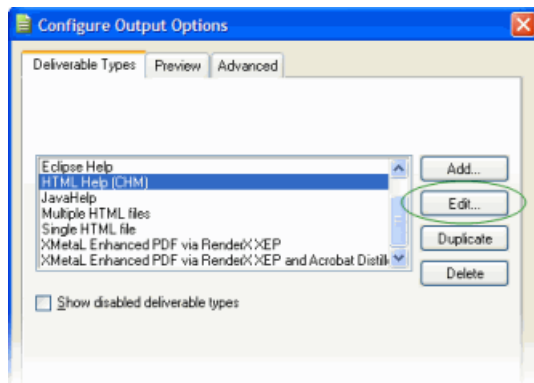 Configure Output Options
Deliverable Types Preview Advanced
Eclipse Help
HTML Help (CHM)
JavaHelp
Multiple HTML files
Single HTML file
XMetaL Enhanced PDF via RenderX XEP
XMetaL Enhanced PDF via RenderX XEP and Acrobat Distill
Add...
Edit...
Duplicate
Delete
Show disabled deliverable types